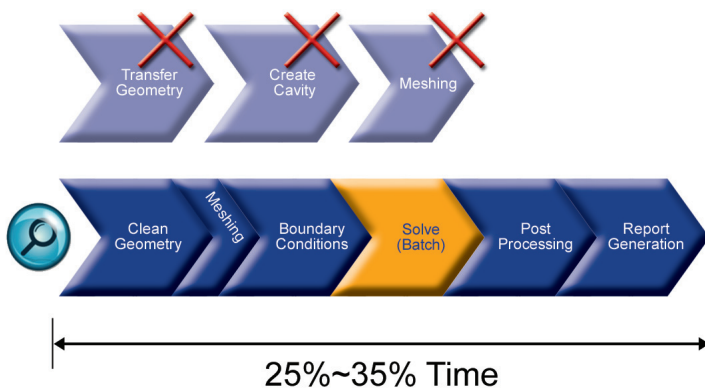 Transfer
Geometry
Create
Cavity
Meshing
Clean
Geometry
Meshing
Boundary
Conditions
Solve
(Batch)
Post
Processing
Report
Generation
25%~35% Time